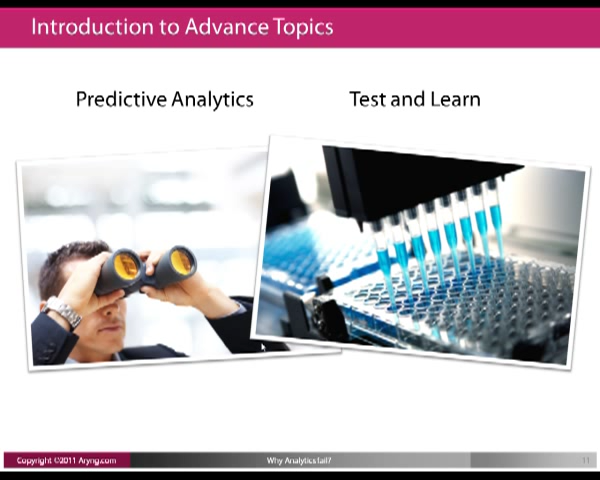 Introduction to Advance Topics
Predictive Analytics
Test and Learn
Copyright ©2011 Aryng.com
Why Analytics fail?
11